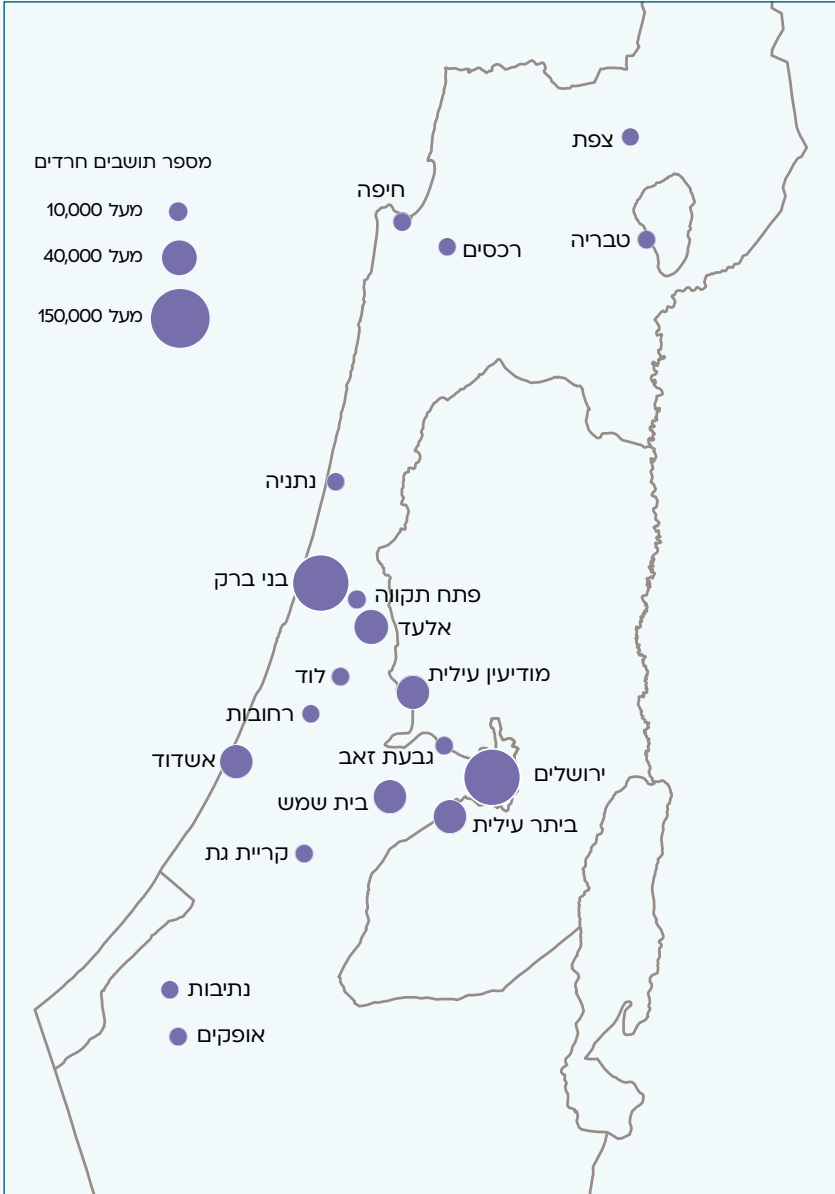 מספר תושבים חרדים
מעל 10,000
מעל 40,000
מעל 150,000
צפת
חיפה
רכסים
טבריה
נתניה
בני ברק
פתח תקווה
אלעד
לוד
מודיעין עילית
רחובות
גבעת זאב
אשדוד
ירושלים
בית שמש
ביתר עילית
קריית גת
נתיבות
אופקים